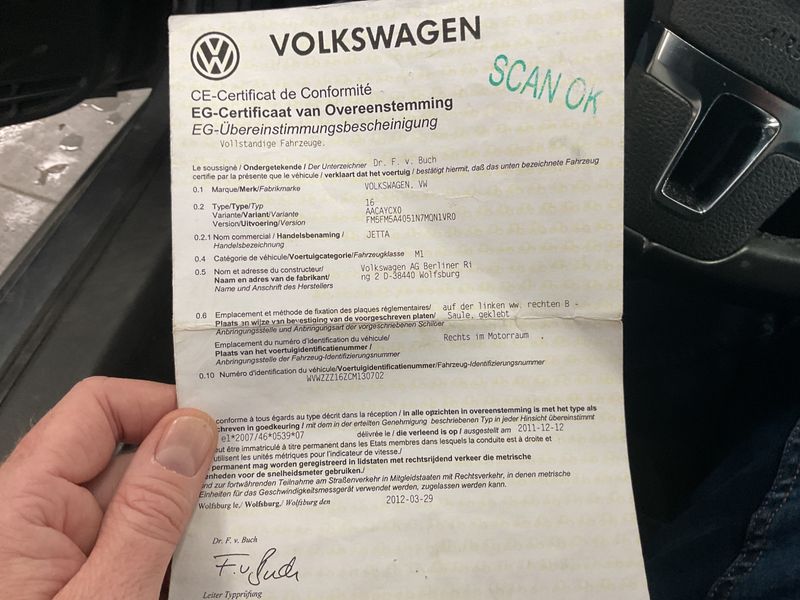 VOLKSWAGEN
SCAN OK
CE-Certificat de Conformité
EG-Certificaat van Overeenstemming
EG-Übereinstimmungsbescheinigung
Vollstandige Fahrzeuge.
Le soussigné / Ondergetekende / Der Unterzeichner Dr. F. v. Buch
certifie par la présente que le véhicule / verklaart dat het voertuig / bestätigt hiermit, daß das unten bezeichnete Fahrzeug
0.1 Marque/Merk/Fabrikmarke VOLKSWAGEN, VW
0.2 Type/Type/Typ 16
Variante/Variant/Variante AACAYCX0
Version/Uitvoering/Version FM5FM5A4051N7MON1VR0
0.2.1 Nom commercial / Handelsbenaming / JETTA
Handelsbezeichnung
0.4 Catégorie de véhicule/Voertuigcategorie/Fahrzeugklasse M1
0.5 Nom et adresse du constructeur/ Volkswagen AG Berliner Ri
Naam en adres van de fabrikant/ ng 2 D-38440 Wolfsburg
Name und Anschrift des Herstellers
0.6 Emplacement et méthode de fixation des plaques réglementaires/ auf der linken ww. rechten B -
Plaats en wijze van bevestiging van de voorgeschreven platen/ Saule, geklebt
Anbringungsstelle und Anbringungsart der vorgeschriebenen Schilder
Emplacement du numéro d'identification du véhicule/ Rechts im Motorraum .
Plaats van het voertuigidentificatienummer /
Anbringungsstelle der Fahrzeug-Identifizierungsnummer
0.10 Numéro d'identification du véhicule/Voertuigidentificatienummer/Fahrzeug-Identifizierungsnummer
WVWZZZ16ZCM130702
conforme à tous égards au type décrit dans la réception / in alle opzichten in overeenstemming is met het type als
chreven in goedkeuring / mit dem in der erteilten Genehmigung beschriebenen Typ in jeder Hinsicht übereinstimmt
e1*2007/46*0539*07 délivrée le / die verleend is op / ausgestellt am 2011-12-12
eut être immatriculé à titre permanent dans les Etats membres dans lesquels la conduite est à droite et
utilisent les unités métriques pour l'indicateur de vitesse./
permanent mag worden geregistreerd in lidstaten met rechtsrijdend verkeer die metrische
enheden voor de snelheidsmeter gebruiken./
und zur fortwährenden Teilnahme am Straßenverkehr in Mitgliedstaaten mit Rechtsverkehr, in denen metrische
Einheiten für das Geschwindigkeitsmessgerät verwendet werden, zugelassen werden kann.
Wolfsburg le/, Wolfsburg,/ Wolfsburg den 2012-03-29
Dr. F. v. Buch
F. v. Buch
Leiter Typprüfung